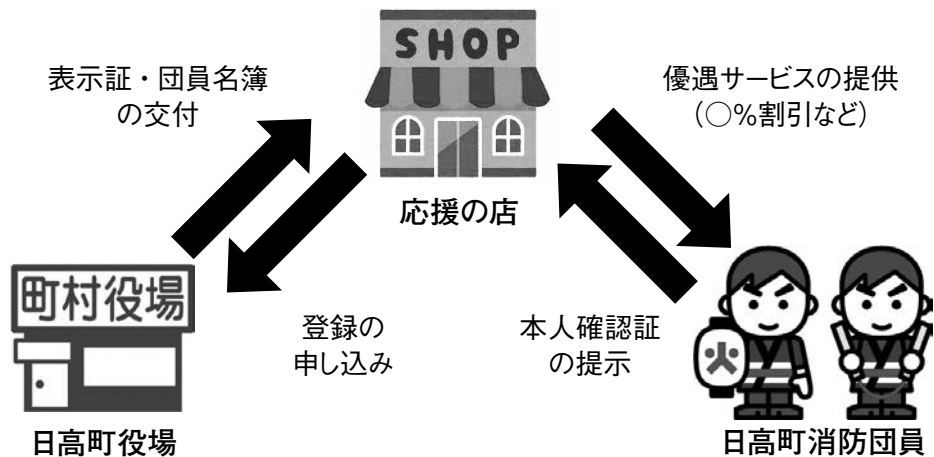 SHOP
表示証・団員名簿
の交付
優遇サービスの提供
(○%割引など)
応援の店
町村役場
登録の
申し込み
本人確認証
の提示
火
日高町役場
日高町消防団員